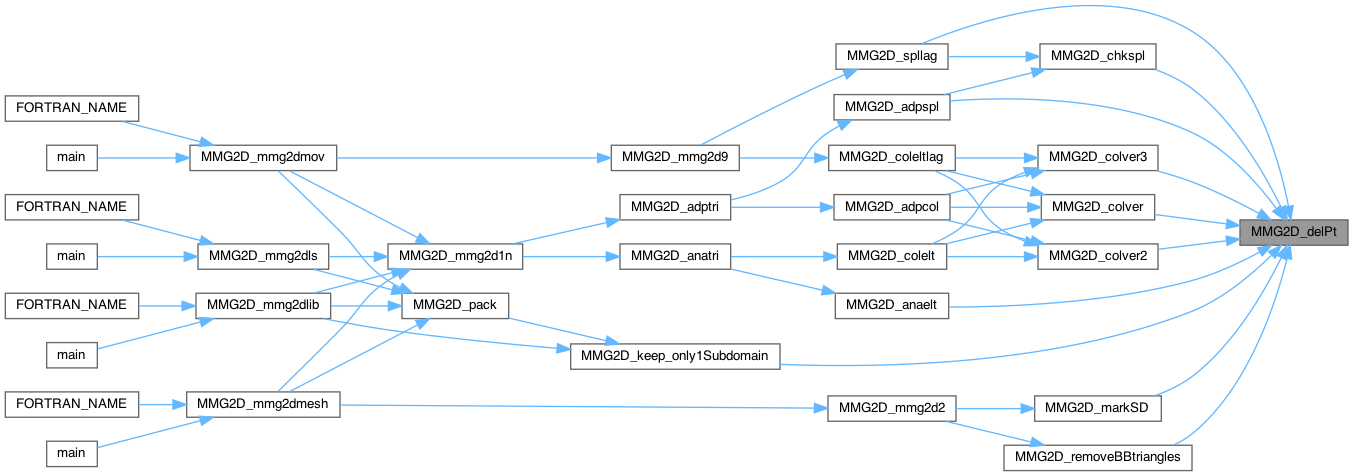 MMG2D_spllag
MMG2D_chkspl
FORTRAN_NAME
MMG2D_adpspl
main
MMG2D_mmg2dmov
MMG2D_mmg2d9
MMG2D_coleltlag
MMG2D_colver3
FORTRAN_NAME
MMG2D_adptri
MMG2D_adpcol
MMG2D_colver
MMG2D_delPt
main
MMG2D_mmg2dls
MMG2D_mmg2d1n
MMG2D_anatri
MMG2D_colelt
MMG2D_colver2
FORTRAN_NAME
MMG2D_mmg2dlib
MMG2D_pack
MMG2D_anaelt
main
MMG2D_keep_only1Subdomain
FORTRAN_NAME
MMG2D_mmg2dmesh
MMG2D_mmg2d2
MMG2D_markSD
main
MMG2D_removeBBtriangles